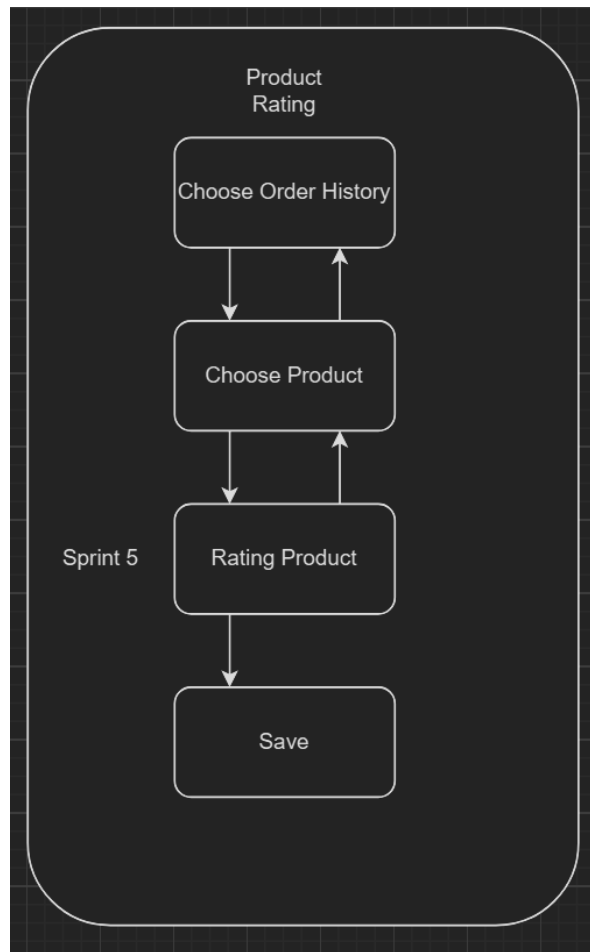 Product
Rating
Choose Order History
Choose Product
Sprint 5
Rating Product
Save